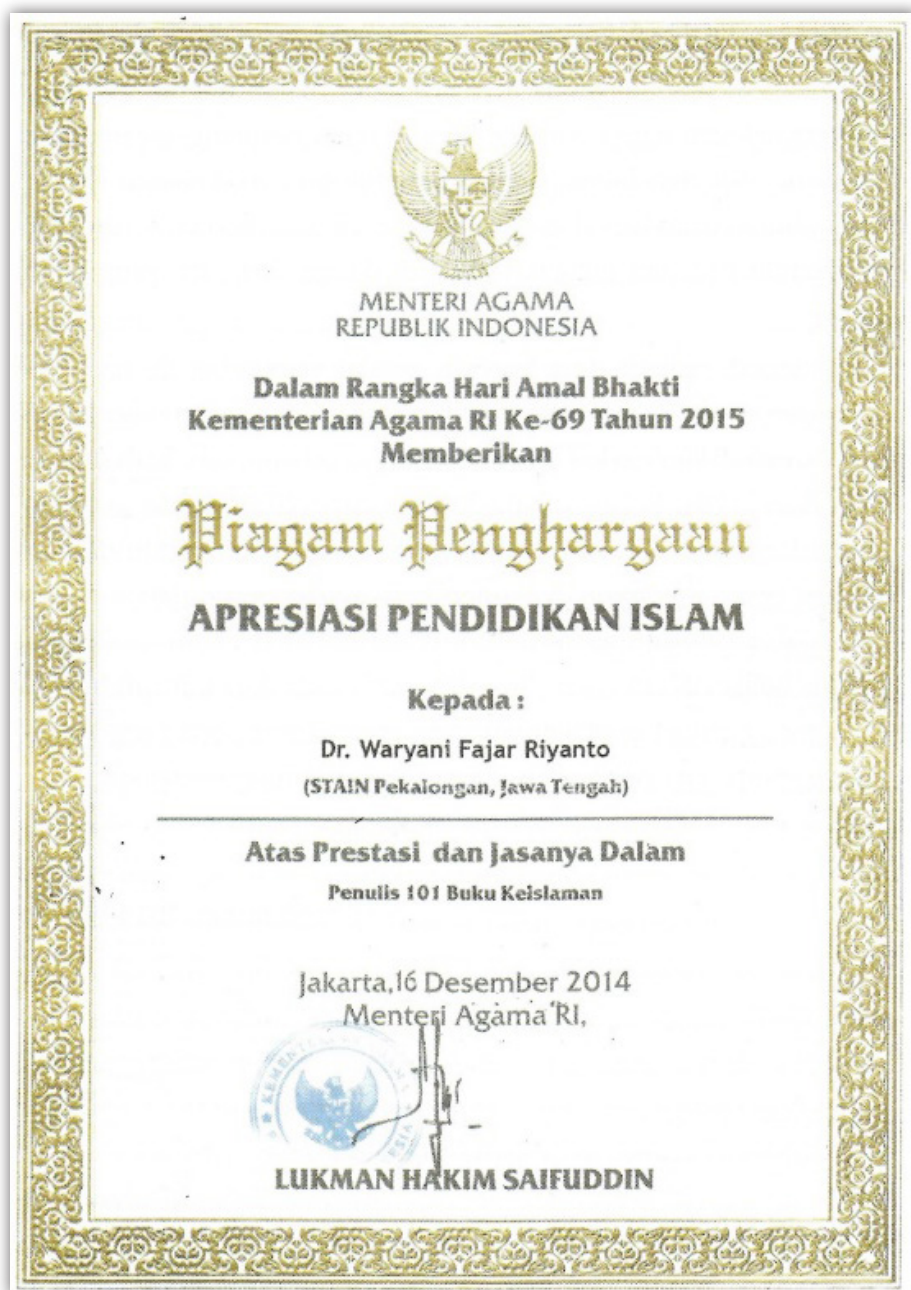 MENTERI AGAMA
REPUBLIK INDONESIA
Dalam Rangka Hari Amal Bhakti
Kementerian Agama RI Ke-69 Tahun 2015
Memberikan
Piagam Penghargaan
APRESIASI PENDIDIKAN ISLAM
Kepada :
Dr. Waryani Fajar Riyanto
(STAIN Pekalongan, Jawa Tengah)
Atas Prestasi dan Jasanya Dalam
Penulis 101 Buku Keislaman
Jakarta,16 Desember 2014
Menteri Agama RI,
LUKMAN HAKIM SAIFUDDIN